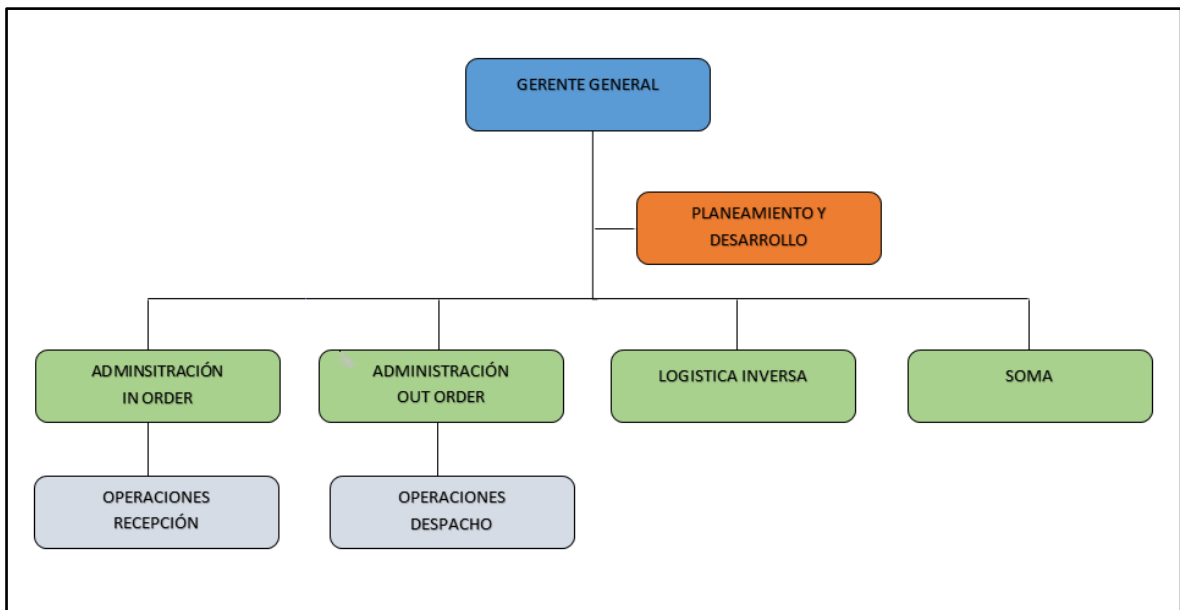 GERENTE GENERAL
PLANEAMIENTO Y
DESARROLLO
ADMINSITRACIÓN
IN ORDER
ADMINISTRACIÓN
OUT ORDER
LOGISTICA INVERSA
SOMA
OPERACIONES
RECEPCIÓN
OPERACIONES
DESPACHO